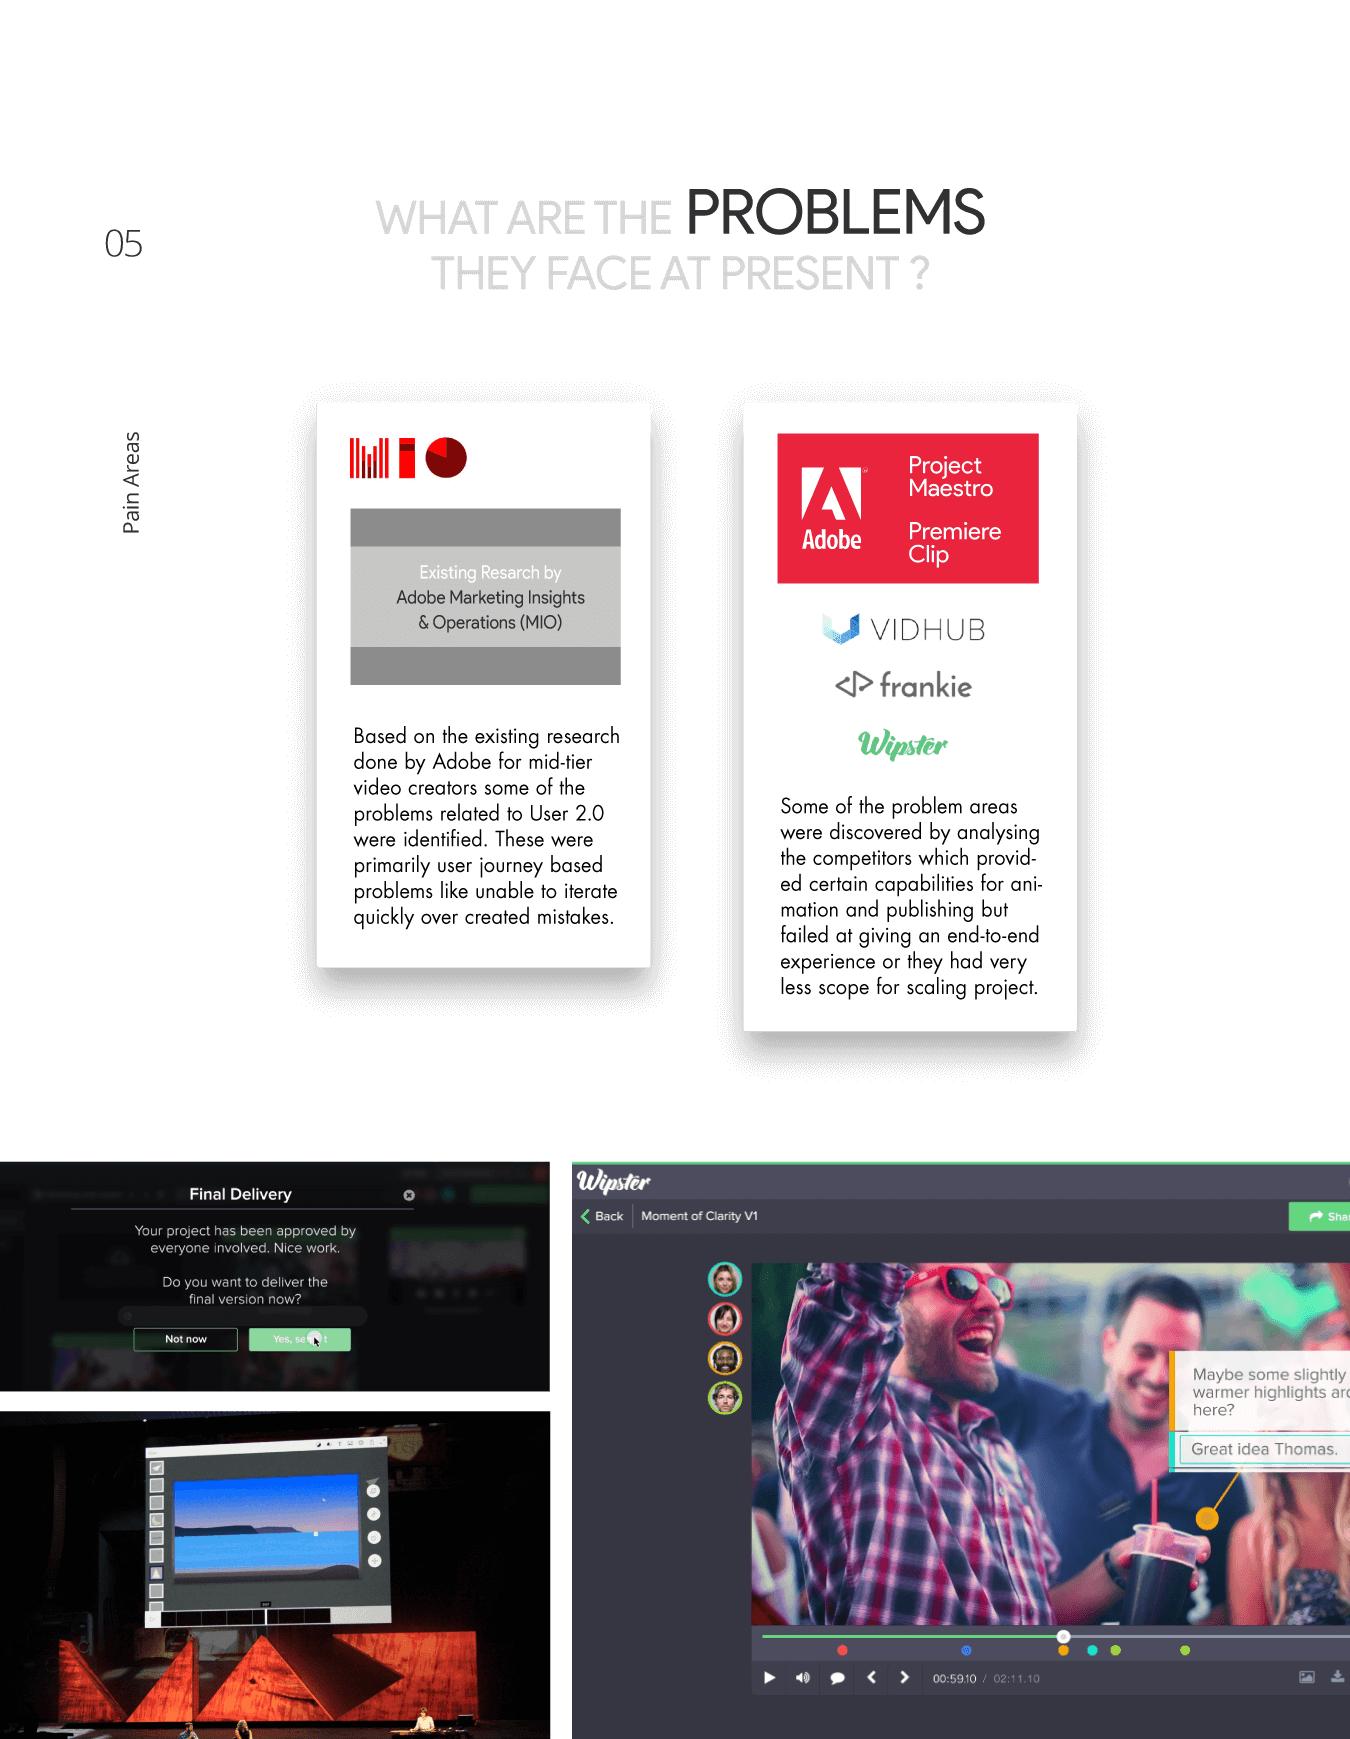 WHAT ARE THE PROBLEMS
THEY FACE AT PRESENT ?
05
Pain Areas
MIO
Existing Resarch by
Adobe Marketing Insights
& Operations (MIO)
Based on the existing research
done by Adobe for mid-tier
video creators some of the
problems related to User 2.0
were identified. These were
primarily user journey based
problems like unable to iterate
quickly over created mistakes.
Adobe
Project
Maestro
Premiere
Clip
VIDHUB
frankie
Wipster
Some of the problem areas
were discovered by analysing
the competitors which provid-
ed certain capabilities for ani-
mation and publishing but
failed at giving an end-to-end
experience or they had very
less scope for scaling project.
Final Delivery
Your project has been approved by
everyone involved. Nice work.
Do you want to deliver the
final version now?
Not now
Yes, se t
Wipster
Back
Moment of Clarity V1
Shar
Maybe some slightly
warmer highlights aro
here?
Great idea Thomas.
00:59.10 / 02:11.10